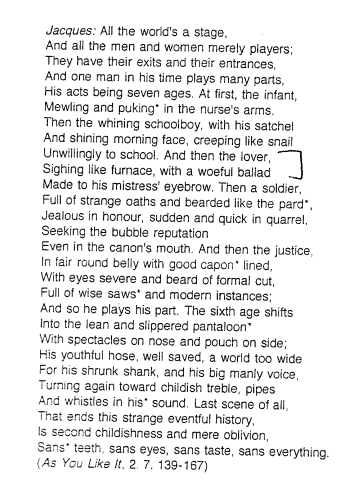 Jacques: All the world's a stage,
And all the men and women merely players;
They have their exits and their entrances,
And one man in his time plays many parts,
His acts being seven ages. At first, the infant,
Mewling and puking* in the nurse's arms.
Then the whining schoolboy, with his satchel
And shining morning face, creeping like snail
Unwillingly to school. And then the lover,
Sighing like furnace, with a woeful ballad
Made to his mistress' eyebrow. Then a soldier,
Full of strange oaths and bearded like the pard*,
Jealous in honour, sudden and quick in quarrel,
Seeking the bubble reputation
Even in the canon's mouth. And then the justice,
In fair round belly with good capon* lined,
With eyes severe and beard of formal cut,
Full of wise saws* and modern instances;
And so he plays his part. The sixth age shifts
Into the lean and slippered pantaloon*
With spectacles on nose and pouch on side;
His youthful hose, well saved, a world too wide
For his shrunk shank, and his big manly voice,
Turning again toward childish treble, pipes
And whistles in his* sound. Last scene of all,
That ends this strange eventful history,
Is second childishness and mere oblivion,
Sans* teeth, sans eyes, sans taste, sans everything.
(As You Like It, 2. 7. 139-167)